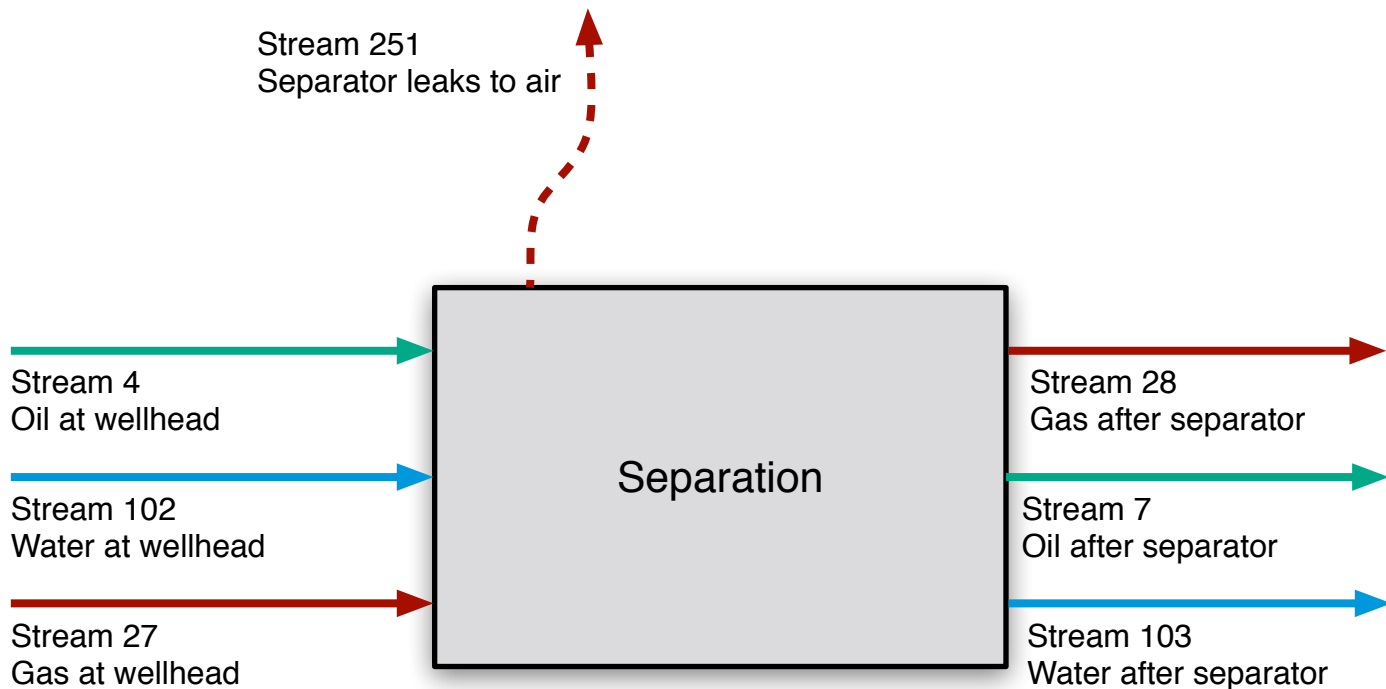 Stream 251
Separator leaks to air
Stream 4
Oil at wellhead
Stream 102
Water at wellhead
Stream 27
Gas at wellhead
Separation
Stream 28
Gas after separator
Stream 7
Oil after separator
Stream 103
Water after separator